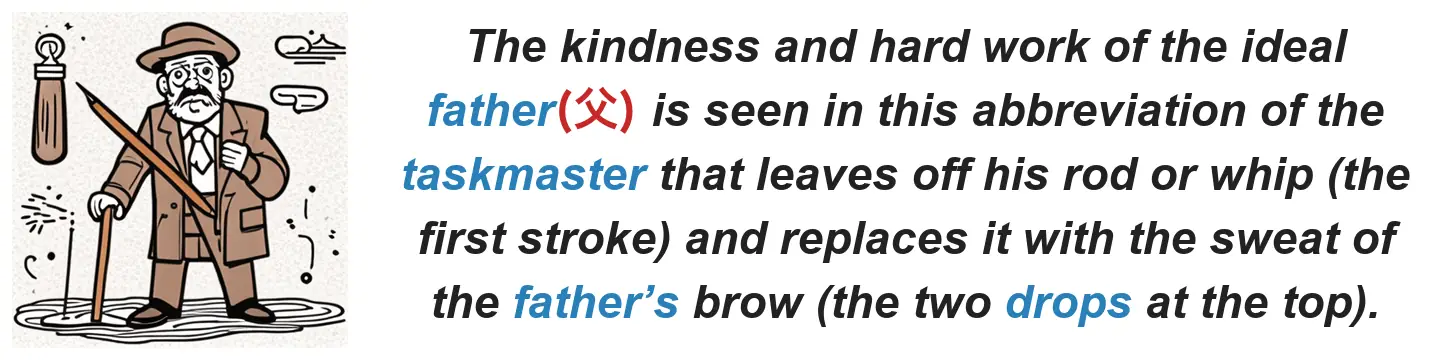 The kindness and hard work of the ideal
father(父) is seen in this abbreviation of the
taskmaster that leaves off his rod or whip (the
first stroke) and replaces it with the sweat of
the father’s brow (the two drops at the top).